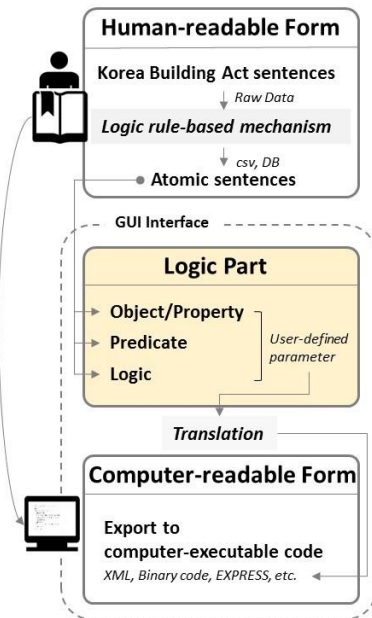 Human-readable Form
Korea Building Act sentences
Raw Data
Logic rule-based mechanism
csv, DB
Atomic sentences
GUI Interface
Logic Part
Object/Property
Predicate
Logic
User-defined
parameter
Translation
Computer-readable Form
Export to
computer-executable code
XML, Binary code, EXPRESS, etc.